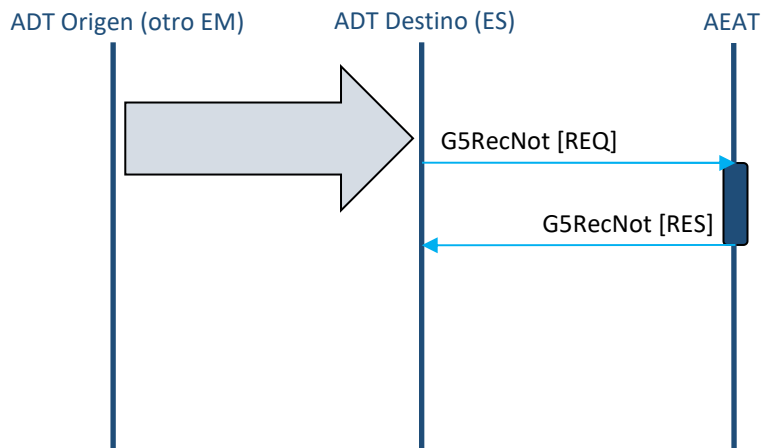 ADT Origen (otro EM) ADT Destino (ES) AEAT
G5RecNot [REQ]
G5RecNot [RES]